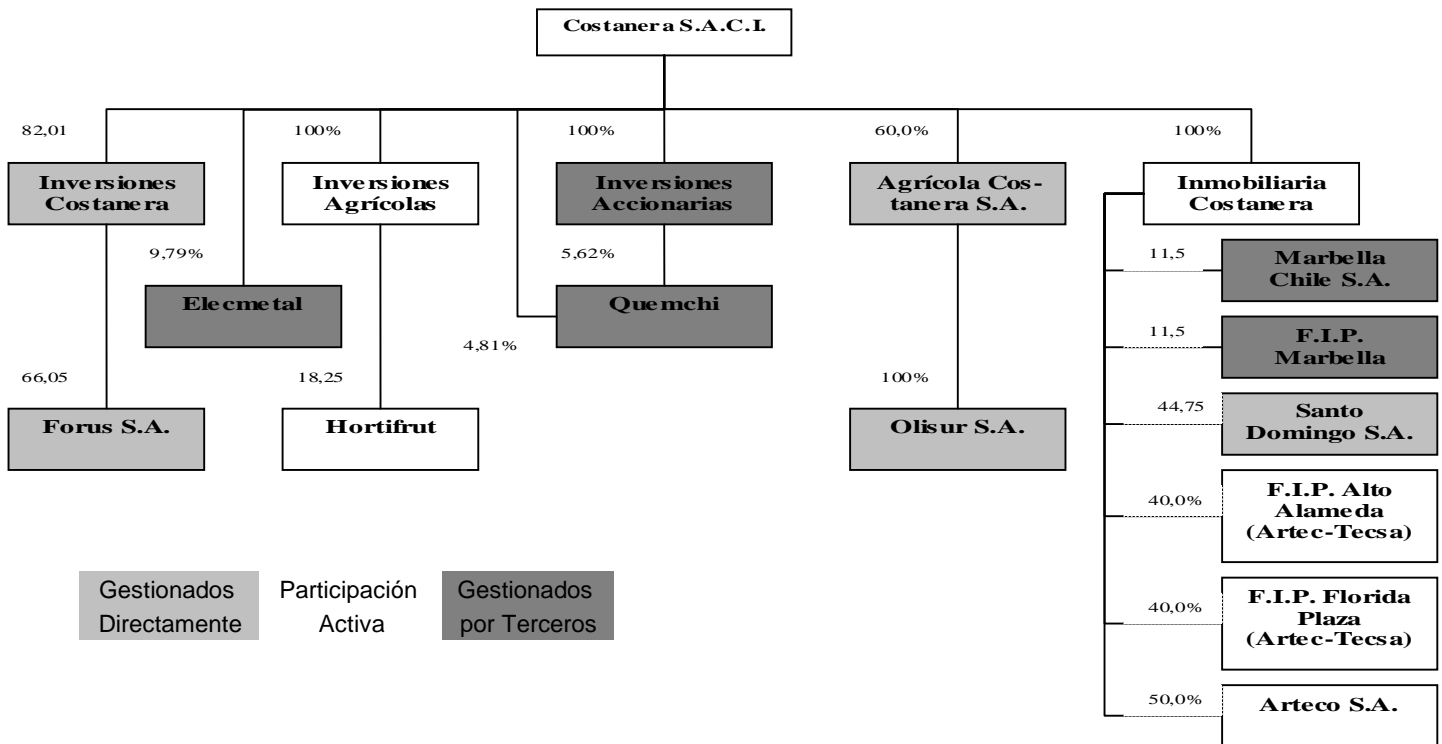 Costanera S.A.C.I.
82,01
100%
100%
60,0%
100%
Inversiones
Costanera
Inversiones
Agrícolas
Inversiones
Accionarias
Agrícola Cos-
tanera S.A.
Inmobiliaria
Costanera
9,79%
5,62%
11,5
Marbella
Chile S.A.
Elecmetal
Quemchi
4,81%
11,5
F.I.P.
Marbella
66,05
18,25
100%
44,75
Forus S.A.
Hortifrut
Olisur S.A.
Santo
Domingo S.A.
40,0%
F.I.P. Alto
Alameda
(Artec-Tecsa)
Gestionados
Directamente
Participación
Activa
Gestionados
por Terceros
40,0%
F.I.P. Florida
Plaza
(Artec-Tecsa)
50,0%
Arteco S.A.